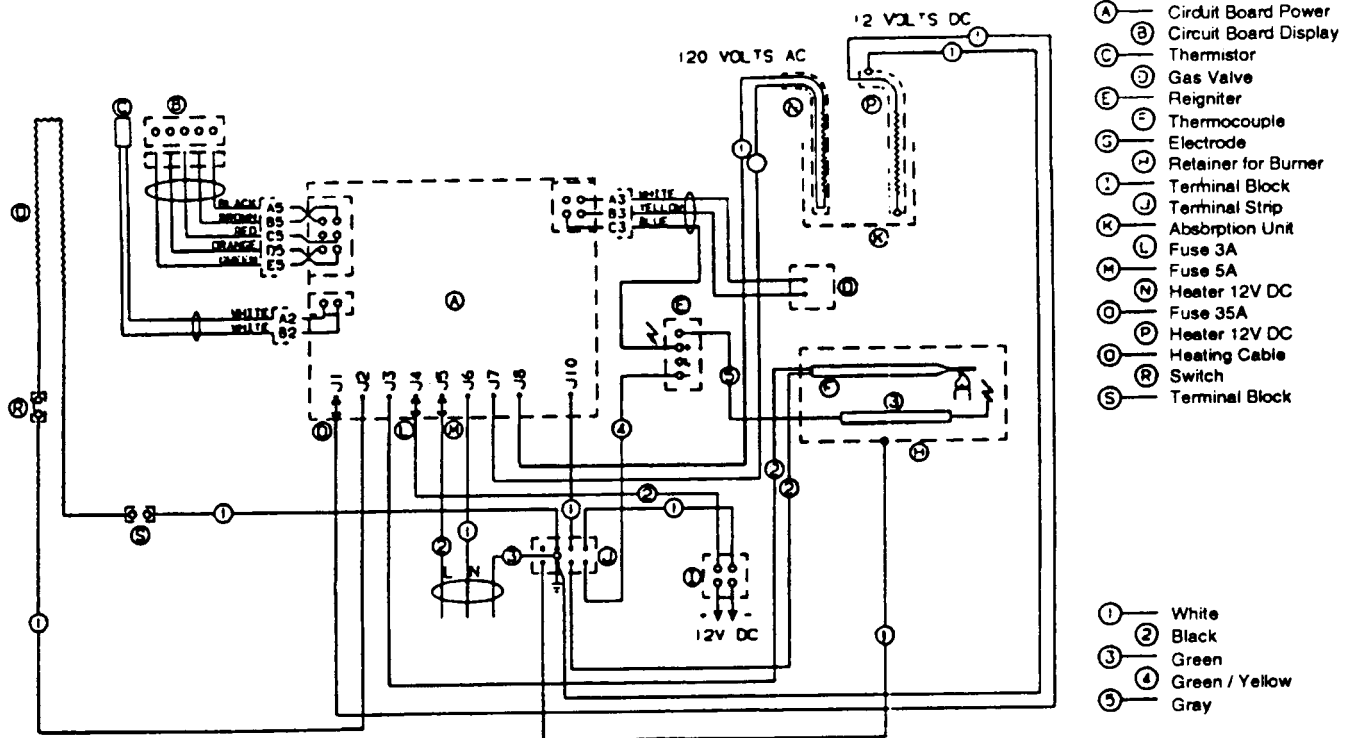 12 VOLTS DC
120 VOLTS AC
BLACK A5
BROWN B5
RED C5
ORANGE D5
GREEN E5
WHITE A2
WHITE B2
A3 WHITE
B3 YELLOW
C3 BLUE
J1 J2 J3 J4 J5 J6 J7 J8 J10
L N
12V DC
A Cirduit Board Power
B Circuit Board Display
C Thermistor
D Gas Valve
E Reigniter
F Thermocouple
G Electrode
H Retainer for Burner
I Terminal Block
J Terminal Strip
K Absorption Unit
L Fuse 3A
M Fuse 5A
N Heater 12V DC
O Fuse 35A
P Heater 12V DC
Q Heating Cable
R Switch
S Terminal Block
1 White
2 Black
3 Green
4 Green / Yellow
5 Gray